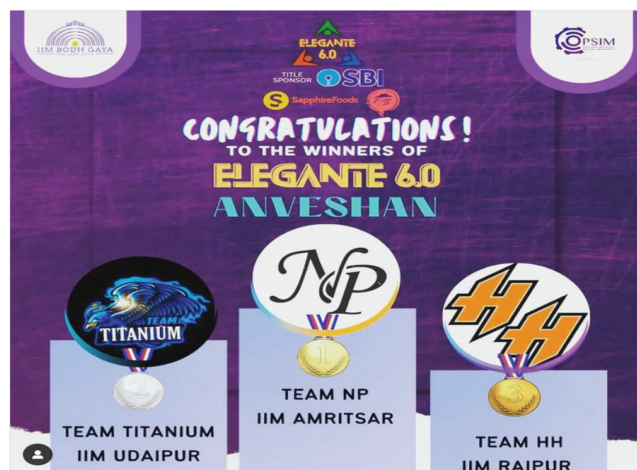 IIM BODH GAYA
OPSIM
ELEGANTE
6.0
TITLE
SPONSOR
SBI
S SapphireFoods
CONGRATULATIONS!
TO THE WINNERS OF
ELEGANTE 6.0
ANVESHAN
TEAM
TITANIUM
NP
HH
2
1
3
TEAM TITANIUM
IIM UDAIPUR
TEAM NP
IIM AMRITSAR
TEAM HH
IIM RAIPUR